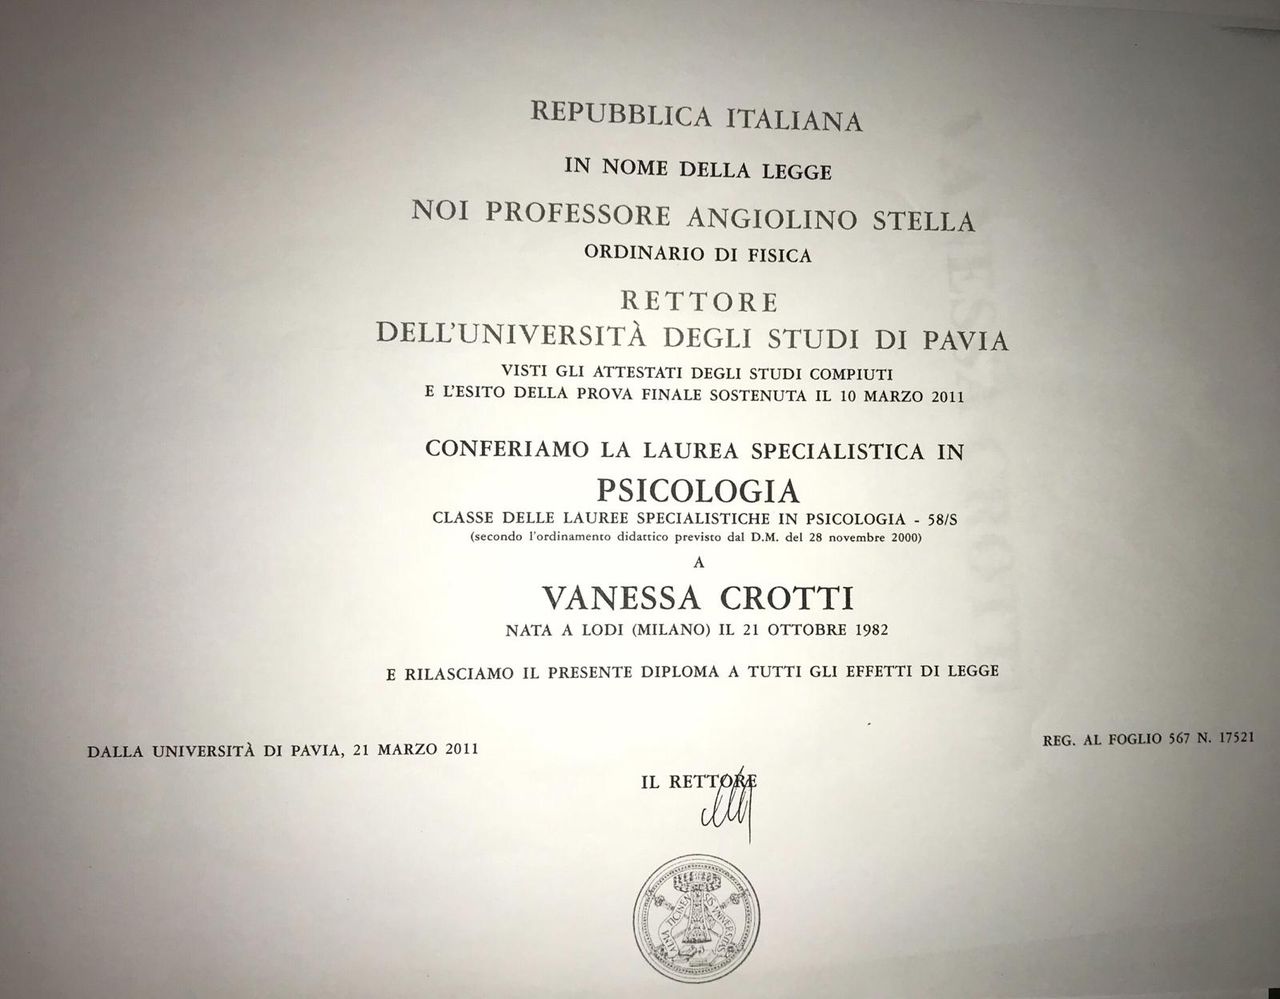 REPUBBLICA ITALIANA
IN NOME DELLA LEGGE
NOI PROFESSORE ANGIOLINO STELLA
ORDINARIO DI FISICA
RETTORE
DELL'UNIVERSITÀ DEGLI STUDI DI PAVIA
VISTI GLI ATTESTATI DEGLI STUDI COMPIUTI
E L'ESITO DELLA PROVA FINALE SOSTENUTA IL 10 MARZO 2011
CONFERIAMO LA LAUREA SPECIALISTICA IN
PSICOLOGIA
CLASSE DELLE LAUREE SPECIALISTICHE IN PSICOLOGIA - 58/S
(secondo l'ordinamento didattico previsto dal D.M. del 28 novembre 2000)
A
VANESSA CROTTI
NATA A LODI (MILANO) IL 21 OTTOBRE 1982
E RILASCIAMO IL PRESENTE DIPLOMA A TUTTI GLI EFFETTI DI LEGGE
DALLA UNIVERSITÀ DI PAVIA, 21 MARZO 2011
REG. AL FOGLIO 567 N. 17521
IL RETTORE